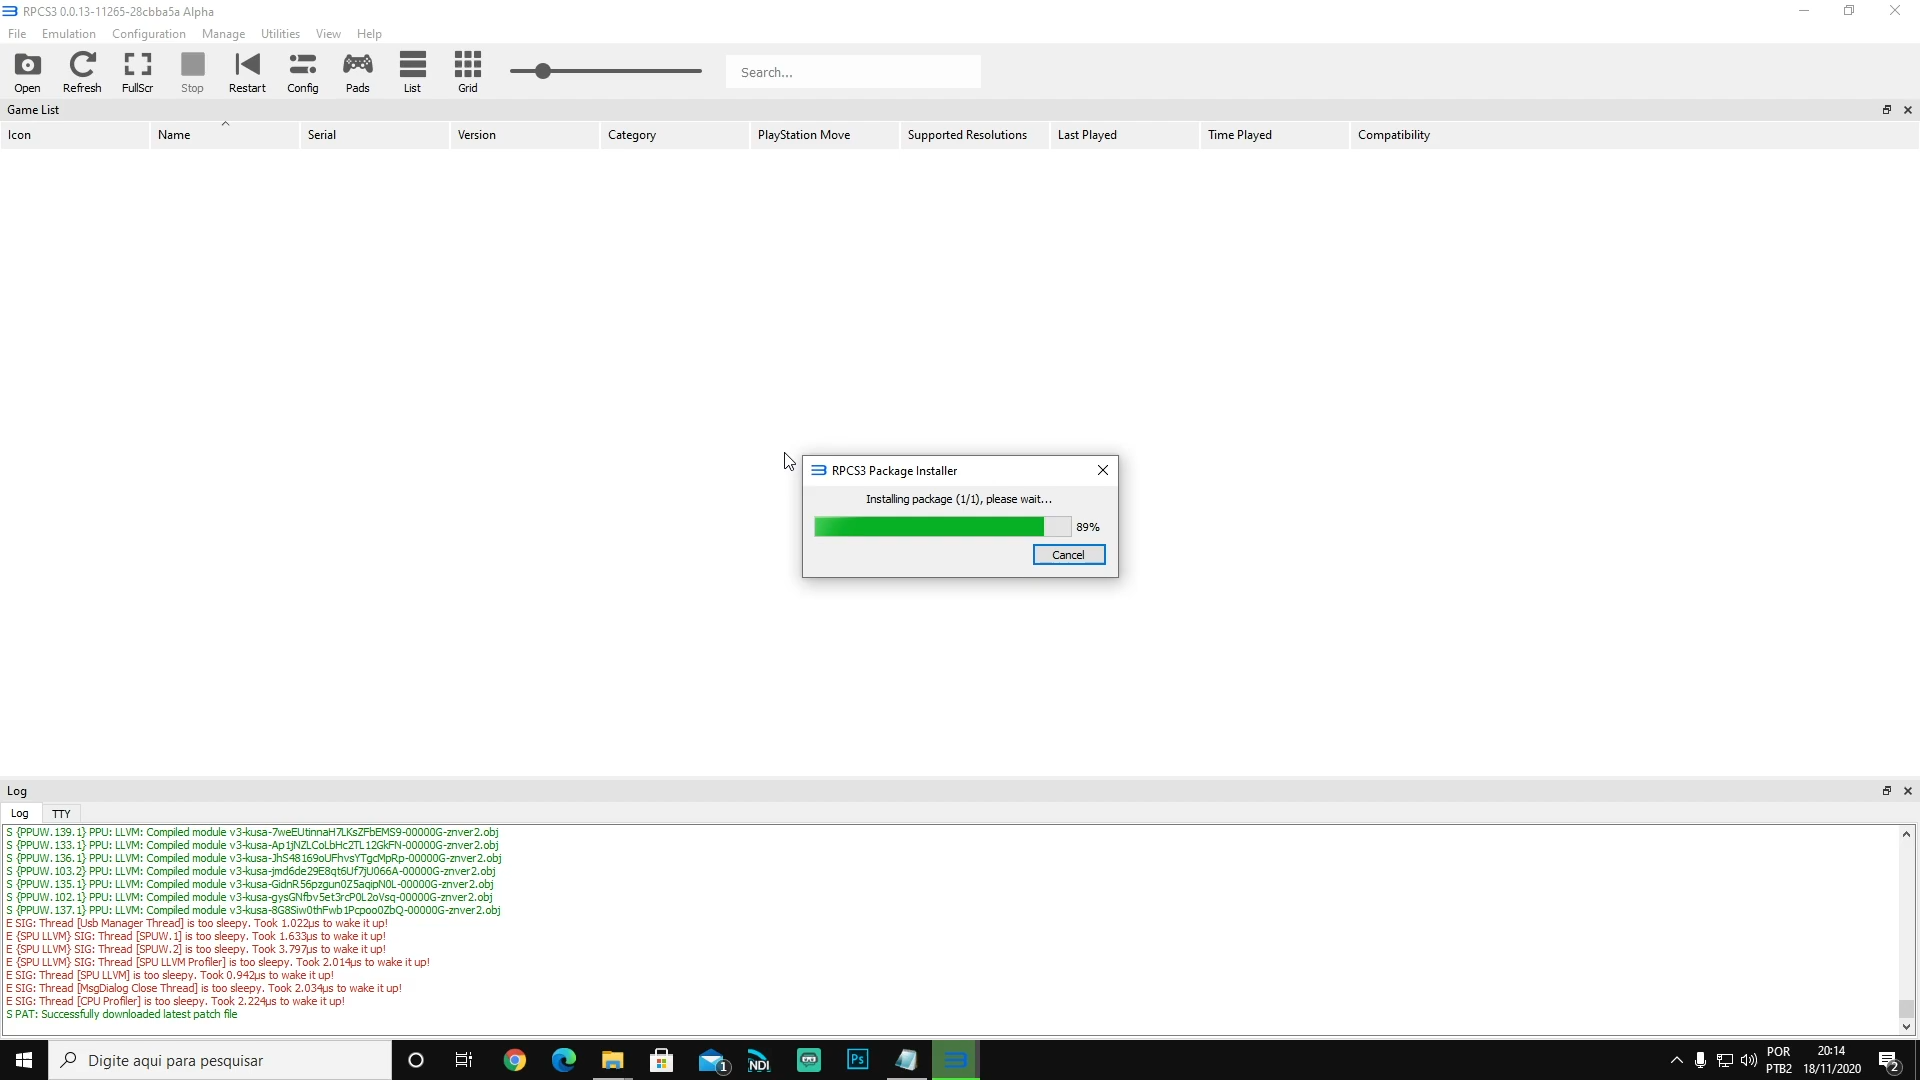 RPCS3 0.0.13-11265-28cbba5a Alpha
File Emulation Configuration Manage Utilities View Help
Open Refresh FullScr Stop Restart Config Pads List Grid Search...
Game List
Icon Name Serial Version Category PlayStation Move Supported Resolutions Last Played Time Played Compatibility
RPCS3 Package Installer
Installing package (1/1), please wait...
89%
Cancel
Log
Log TTY
S {PPUW.139.1} PPU: LLVM: Compiled module v3-kusa-7weEUtinnaH7LKsZFbEMS9-00000G-znver2.obj
S {PPUW.133.1} PPU: LLVM: Compiled module v3-kusa-Ap1jNZLCoLbHc2TL12GkFN-00000G-znver2.obj
S {PPUW.136.1} PPU: LLVM: Compiled module v3-kusa-JhS48169oUFhvsYTgcMpRp-00000G-znver2.obj
S {PPUW.103.2} PPU: LLVM: Compiled module v3-kusa-jmd6de29E8qt6Uf7jU066A-00000G-znver2.obj
S {PPUW.135.1} PPU: LLVM: Compiled module v3-kusa-GidnR56pzgun0Z5aqipN0L-00000G-znver2.obj
S {PPUW.102.1} PPU: LLVM: Compiled module v3-kusa-gysGNfbv5et3rcP0L2oVsq-00000G-znver2.obj
S {PPUW.137.1} PPU: LLVM: Compiled module v3-kusa-8G8Siw0thFwb1Pcpoo0ZbQ-00000G-znver2.obj
E SIG: Thread [Usb Manager Thread] is too sleepy. Took 1.022µs to wake it up!
E {SPU LLVM} SIG: Thread [SPUW.1] is too sleepy. Took 1.633µs to wake it up!
E {SPU LLVM} SIG: Thread [SPUW.2] is too sleepy. Took 3.797µs to wake it up!
E {SPU LLVM} SIG: Thread [SPU LLVM Profiler] is too sleepy. Took 2.014µs to wake it up!
E SIG: Thread [SPU LLVM] is too sleepy. Took 0.942µs to wake it up!
E SIG: Thread [MsgDialog Close Thread] is too sleepy. Took 2.034µs to wake it up!
E SIG: Thread [CPU Profiler] is too sleepy. Took 2.224µs to wake it up!
S PAT: Successfully downloaded latest patch file
Digite aqui para pesquisar
1
NDI
Ps
POR
PTB2
20:14
18/11/2020
2